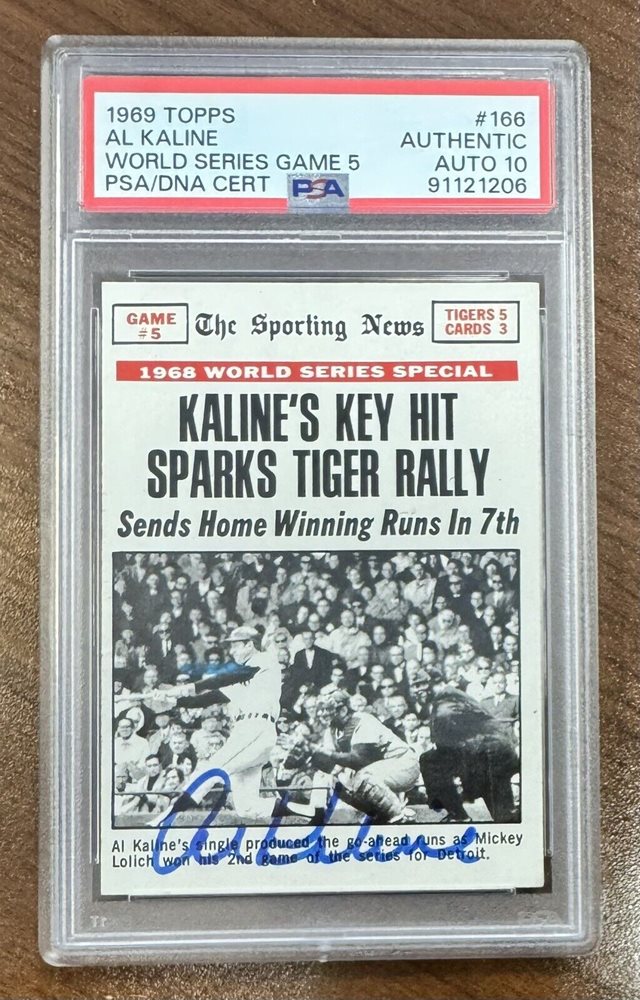 1969 TOPPS #166
AL KALINE AUTHENTIC
WORLD SERIES GAME 5 AUTO 10
PSA/DNA CERT PSA 91121206
GAME #5 The Sporting News TIGERS 5 CARDS 3
1968 WORLD SERIES SPECIAL
KALINE'S KEY HIT
SPARKS TIGER RALLY
Sends Home Winning Runs In 7th
Al Kaline's single produced the go-ahead runs as Mickey
Lolich won his 2nd game of the series for Detroit.
Al Kaline